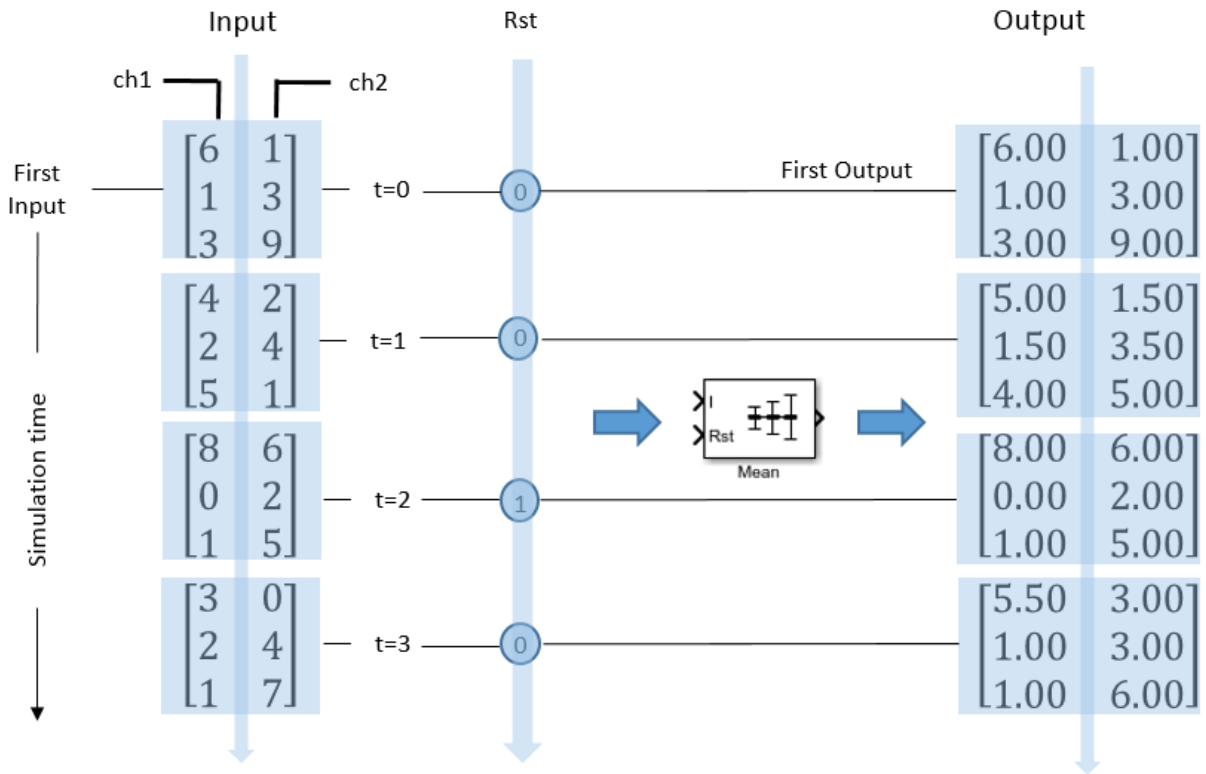 Input Rst Output
ch1 ch2
First Input
[6 1]
1 3
[3 9]
t=0
0
First Output
[6.00 1.00]
1.00 3.00
[3.00 9.00]
[4 2]
2 4
[5 1]
t=1
0
[5.00 1.50]
1.50 3.50
[4.00 5.00]
Simulation time
I
Rst
Mean
[8 6]
0 2
[1 5]
t=2
1
[8.00 6.00]
0.00 2.00
[1.00 5.00]
[3 0]
2 4
[1 7]
t=3
0
[5.50 3.00]
1.00 3.00
[1.00 6.00]